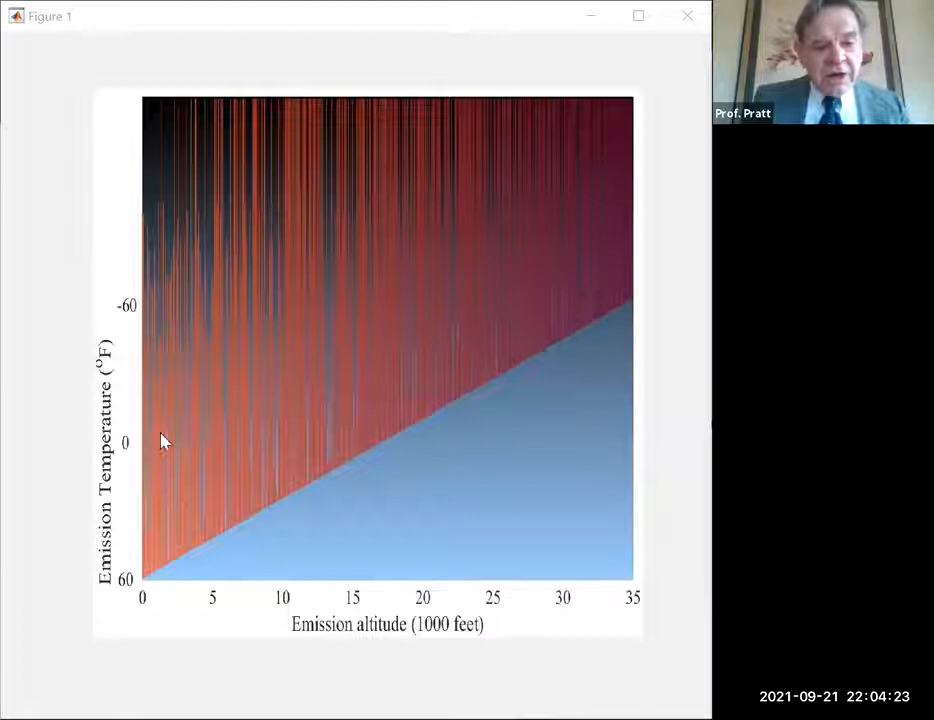 Figure 1
Prof. Pratt
-60
0
60
Emission Temperature (°F)
0 5 10 15 20 25 30 35
Emission altitude (1000 feet)
2021-09-21 22:04:23